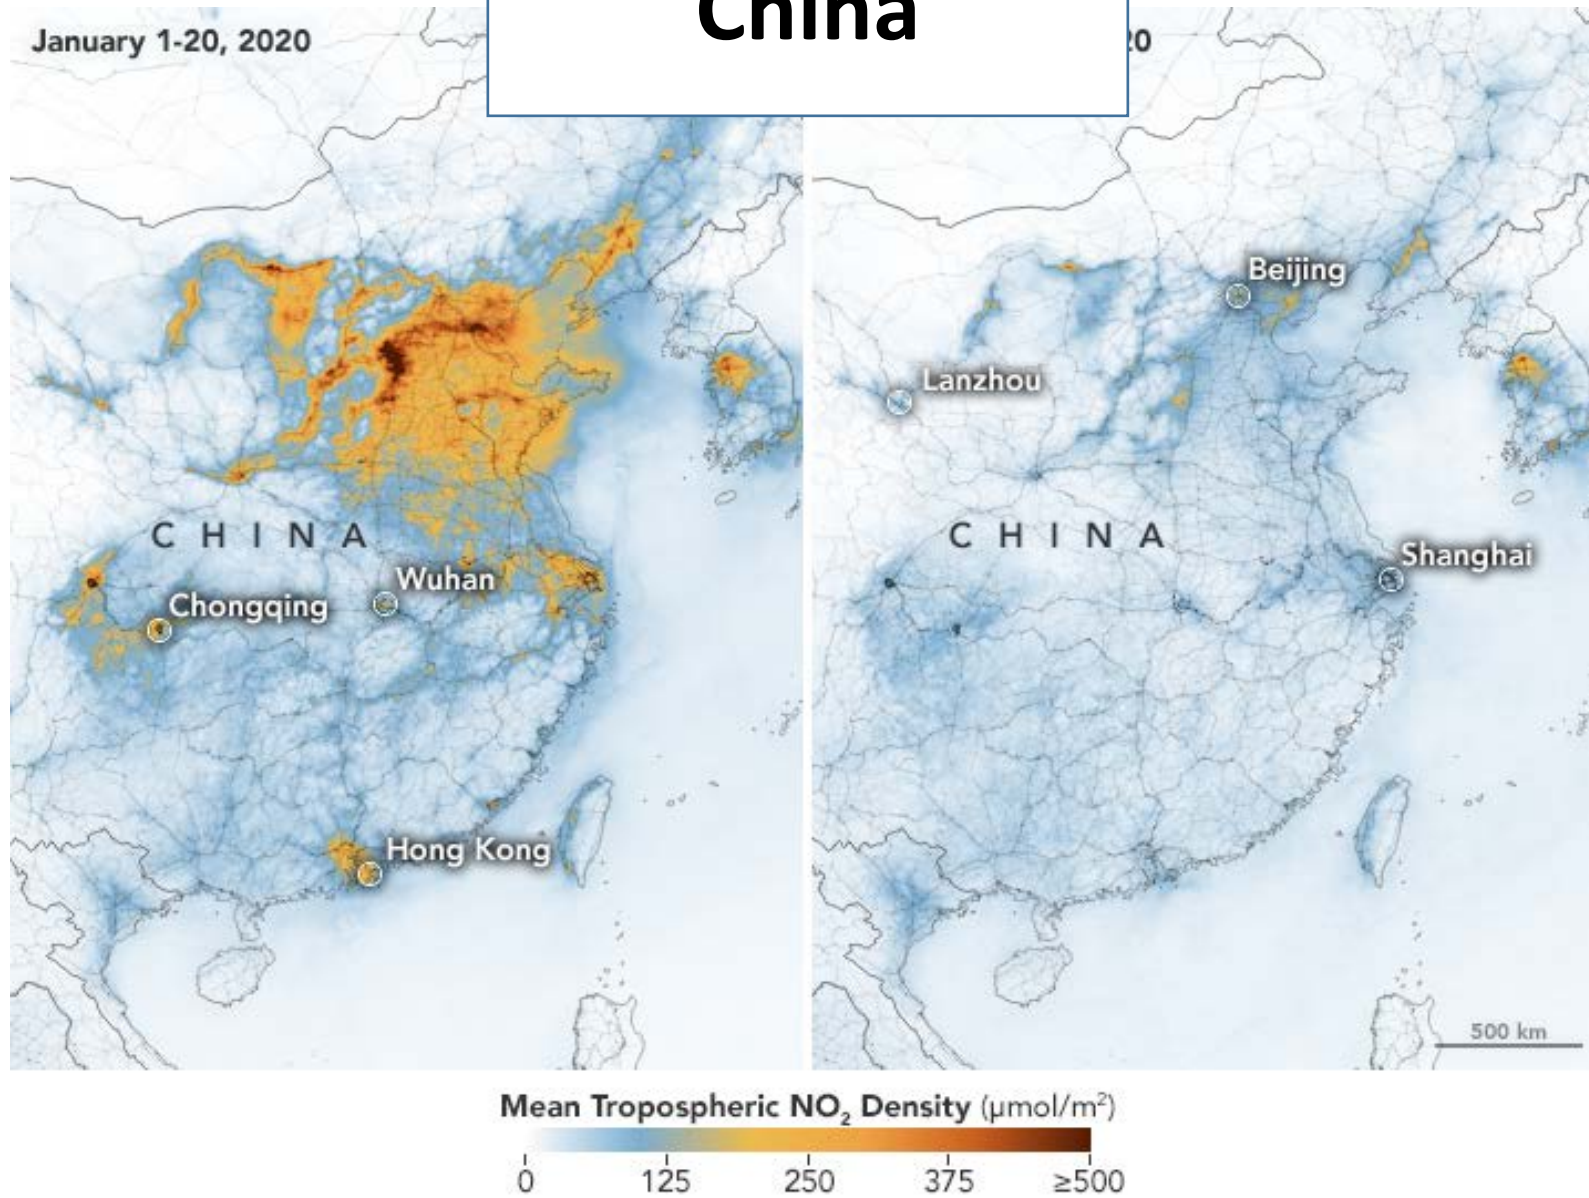 China
January 1-20, 2020
20
Beijing
Lanzhou
CHINA
CHINA
Shanghai
Wuhan
Chongqing
Hong Kong
500 km
Mean Tropospheric NO₂ Density (µmol/m²)
0 125 250 375 ≥500